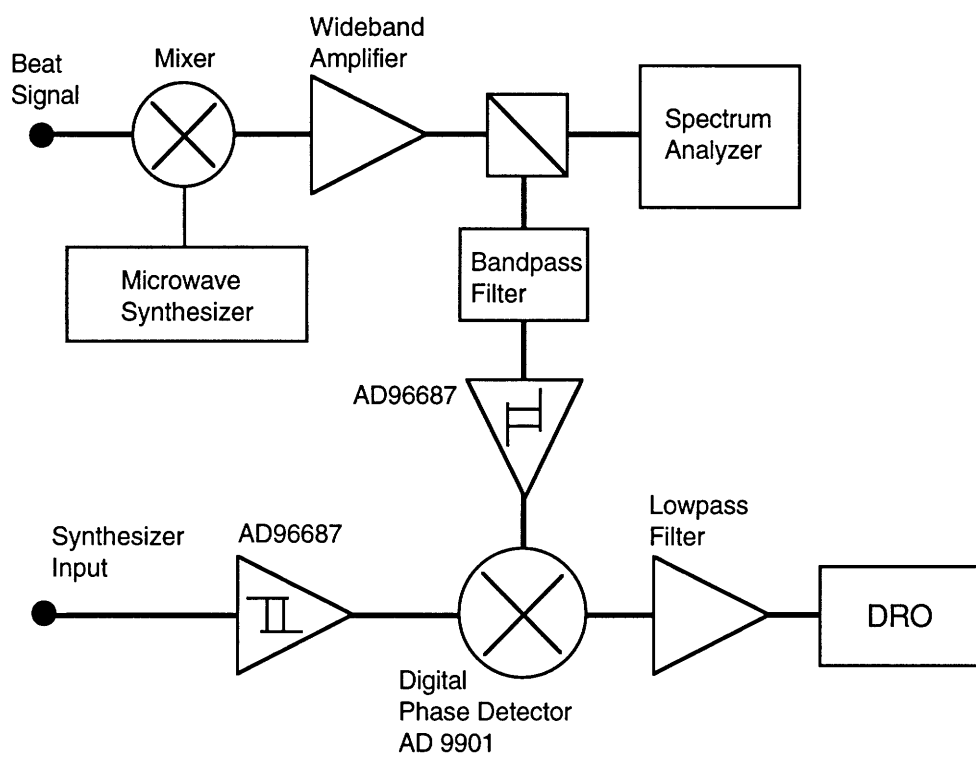 Beat
Signal
Mixer
Wideband
Amplifier
Spectrum
Analyzer
Microwave
Synthesizer
Bandpass
Filter
AD96687
Synthesizer
Input
AD96687
Lowpass
Filter
DRO
Digital
Phase Detector
AD 9901